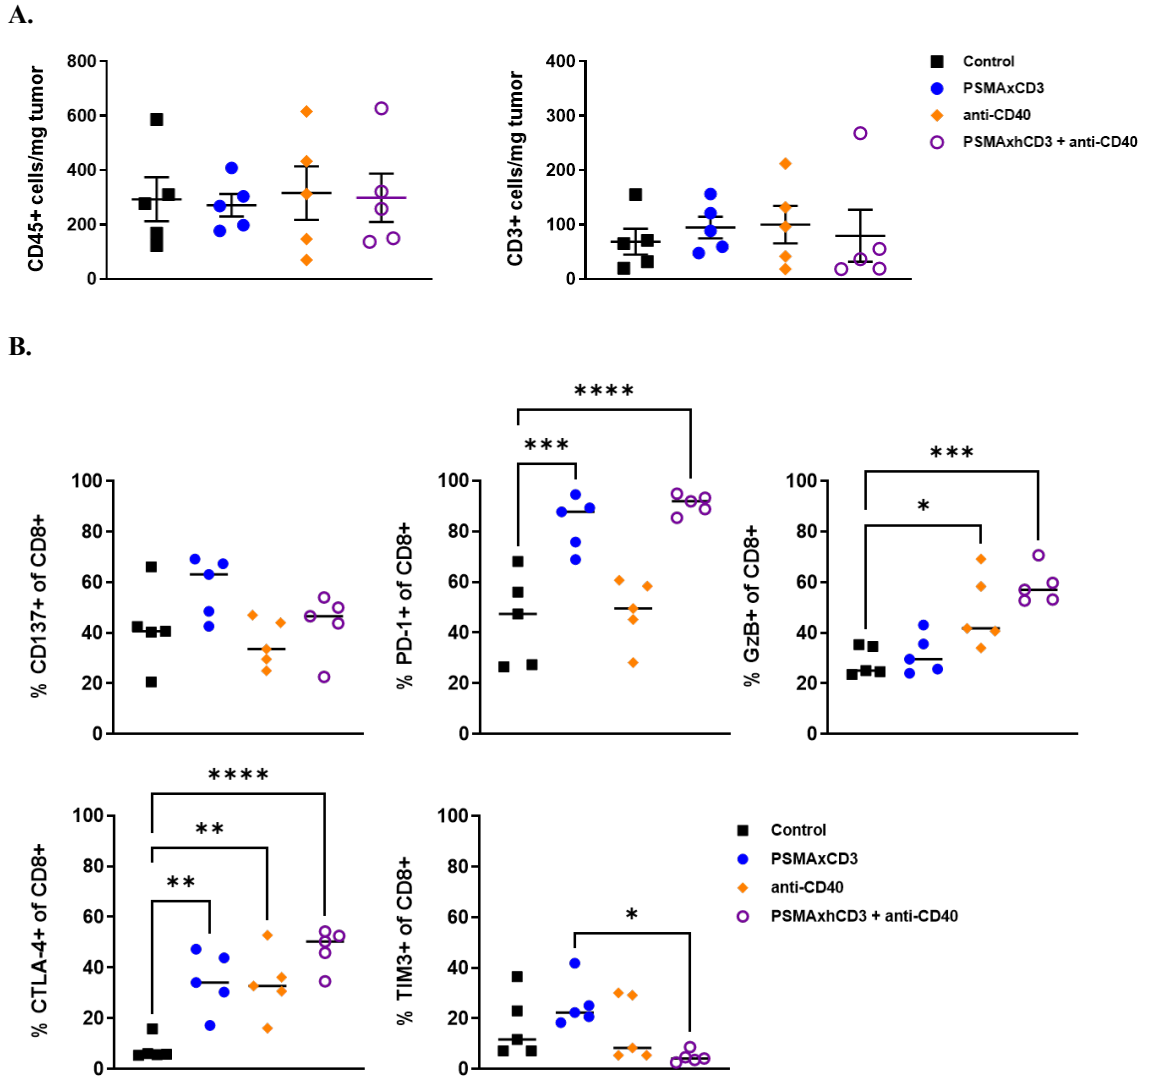 A.
CD45+ cells/mg tumor
800
600
400
200
0
CD3+ cells/mg tumor
400
300
200
100
0
Control
PSMAxCD3
anti-CD40
PSMAxhCD3 + anti-CD40
B.
% CD137+ of CD8+
100
80
60
40
20
0
% PD-1+ of CD8+
100
80
60
40
20
0
***
****
% GzB+ of CD8+
100
80
60
40
20
0
*
***
% CTLA-4+ of CD8+
100
80
60
40
20
0
**
**
****
% TIM3+ of CD8+
100
80
60
40
20
0
*
Control
PSMAxCD3
anti-CD40
PSMAxhCD3 + anti-CD40